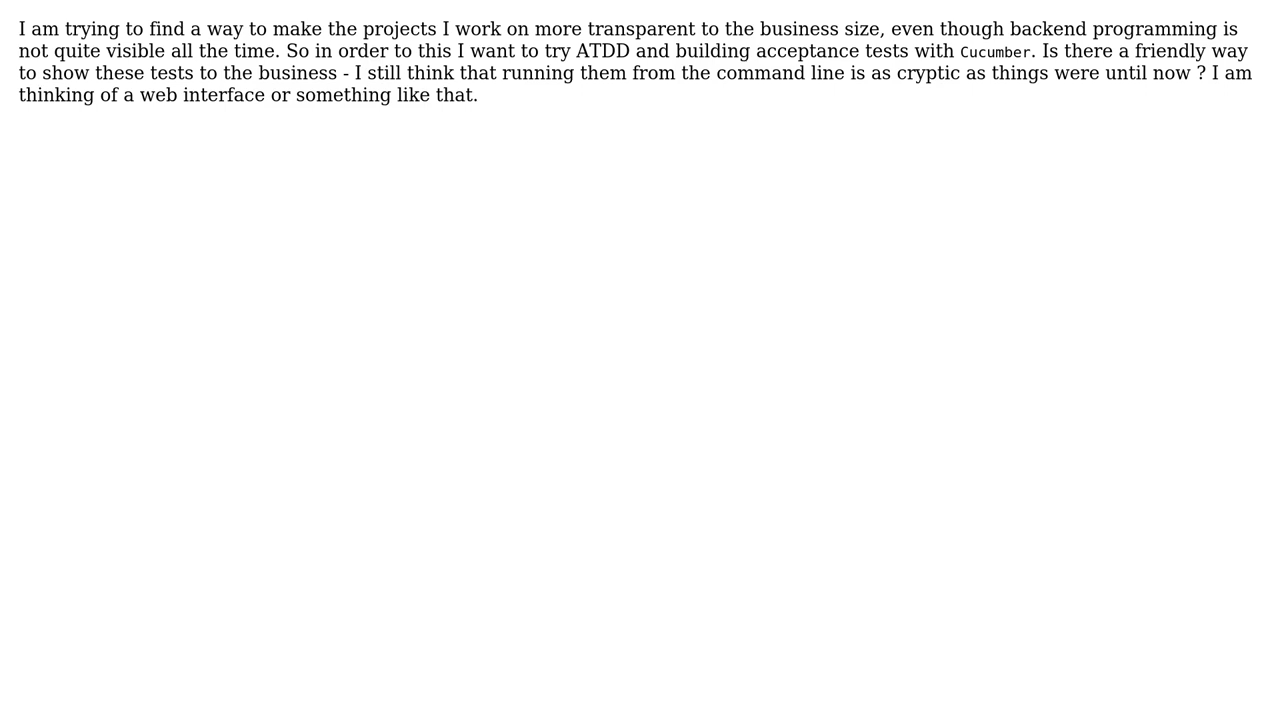 I am trying to find a way to make the projects I work on more transparent to the business size, even though backend programming is
not quite visible all the time. So in order to this I want to try ATDD and building acceptance tests with Cucumber. Is there a friendly way
to show these tests to the business - I still think that running them from the command line is as cryptic as things were until now ? I am
thinking of a web interface or something like that.